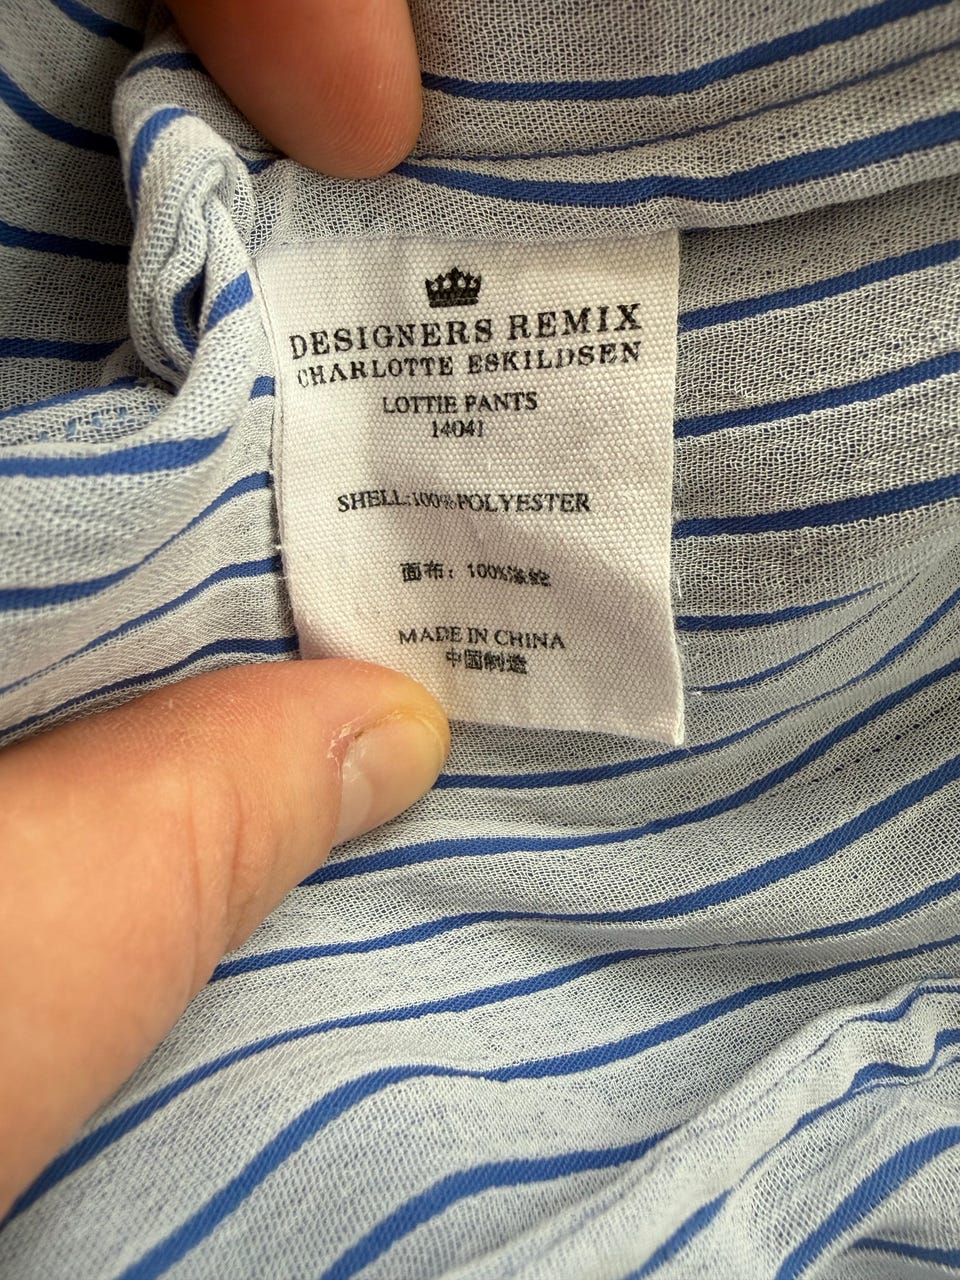 DESIGNERS REMIX
CHARLOTTE ESKILDSEN
LOTTIE PANTS
14041
SHELL:100%POLYESTER
面布：100%涤纶
MADE IN CHINA
中国制造